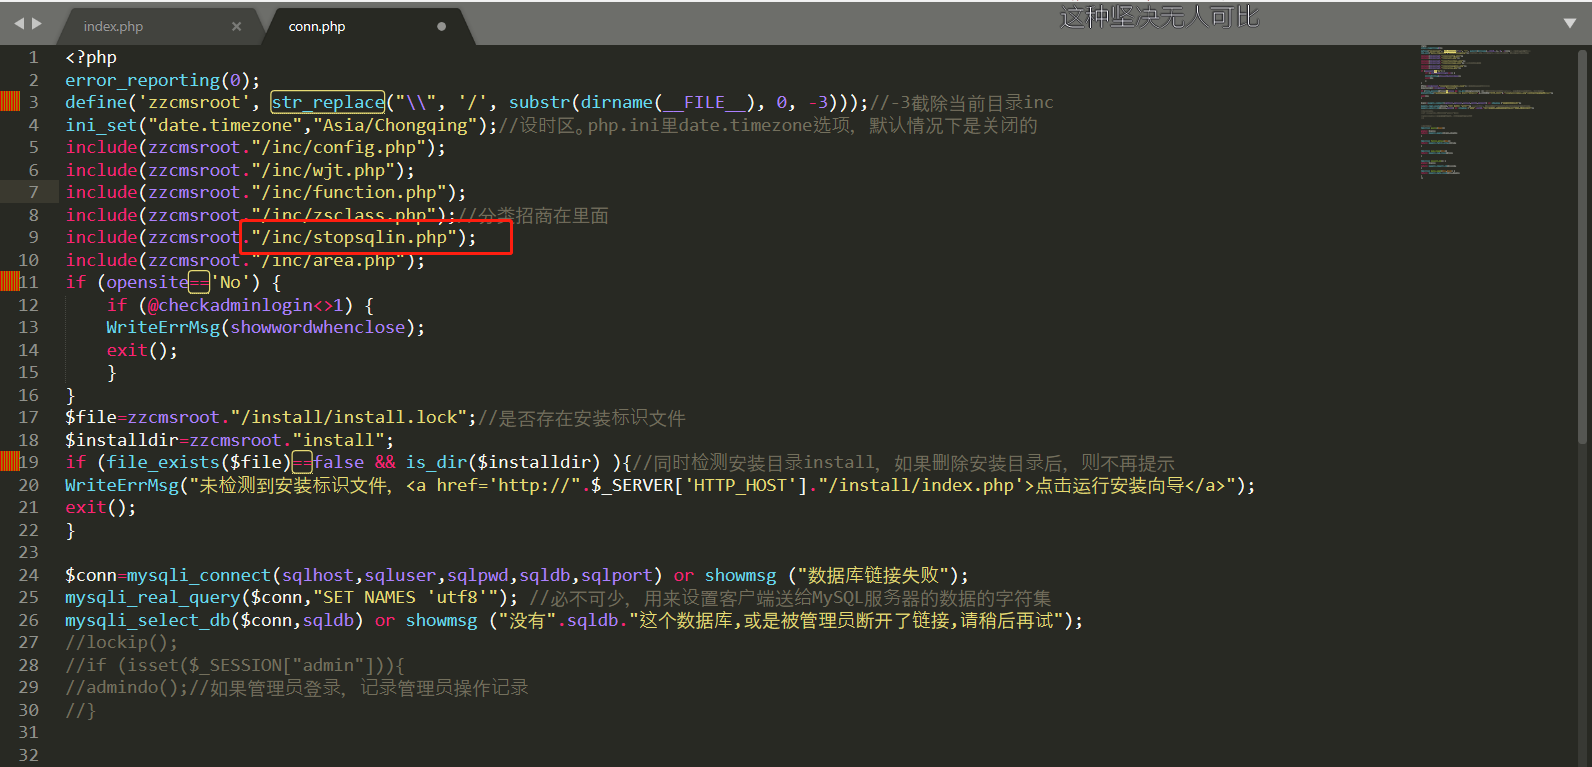 index.php
conn.php
这种坚决无人可比
1 <?php
2 error_reporting(0);
3 define('zzcmsroot', str_replace("\\", '/', substr(dirname(__FILE__), 0, -3)));//-3截除当前目录inc
4 ini_set("date.timezone","Asia/Chongqing");//设时区。php.ini里date.timezone选项，默认情况下是关闭的
5 include(zzcmsroot."/inc/config.php");
6 include(zzcmsroot."/inc/wjt.php");
7 include(zzcmsroot."/inc/function.php");
8 include(zzcmsroot."/inc/zsclass.php");//分类招商在里面
9 include(zzcmsroot."/inc/stopsqlin.php");
10 include(zzcmsroot."/inc/area.php");
11 if (opensite=='No') {
12 if (@checkadminlogin<>1) {
13 WriteErrMsg(showwordwhenclose);
14 exit();
15 }
16 }
17 $file=zzcmsroot."/install/install.lock";//是否存在安装标识文件
18 $installdir=zzcmsroot."install";
19 if (file_exists($file)==false && is_dir($installdir) ){//同时检测安装目录install，如果删除安装目录后，则不再提示
20 WriteErrMsg("未检测到安装标识文件，<a href='http://".$_SERVER['HTTP_HOST']."/install/index.php'>点击运行安装向导</a>");
21 exit();
22 }
23
24 $conn=mysqli_connect(sqlhost,sqluser,sqlpwd,sqldb,sqlport) or showmsg ("数据库链接失败");
25 mysqli_real_query($conn,"SET NAMES 'utf8'"); //必不可少，用来设置客户端送给MySQL服务器的数据的字符集
26 mysqli_select_db($conn,sqldb) or showmsg ("没有".sqldb."这个数据库,或是被管理员断开了链接,请稍后再试");
27 //lockip();
28 //if (isset($_SESSION["admin"])){
29 //admindo();//如果管理员登录，记录管理员操作记录
30 //}
31
32